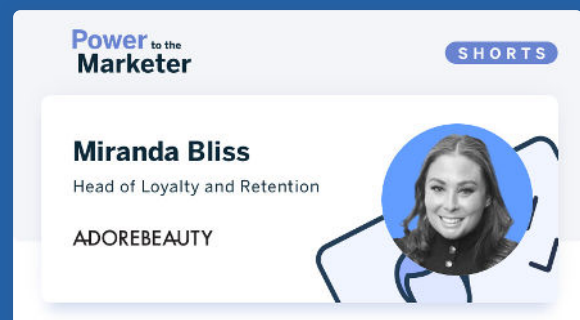 Power to the
Marketer
SHORTS
Miranda Bliss
Head of Loyalty and Retention
ADOREBEAUTY